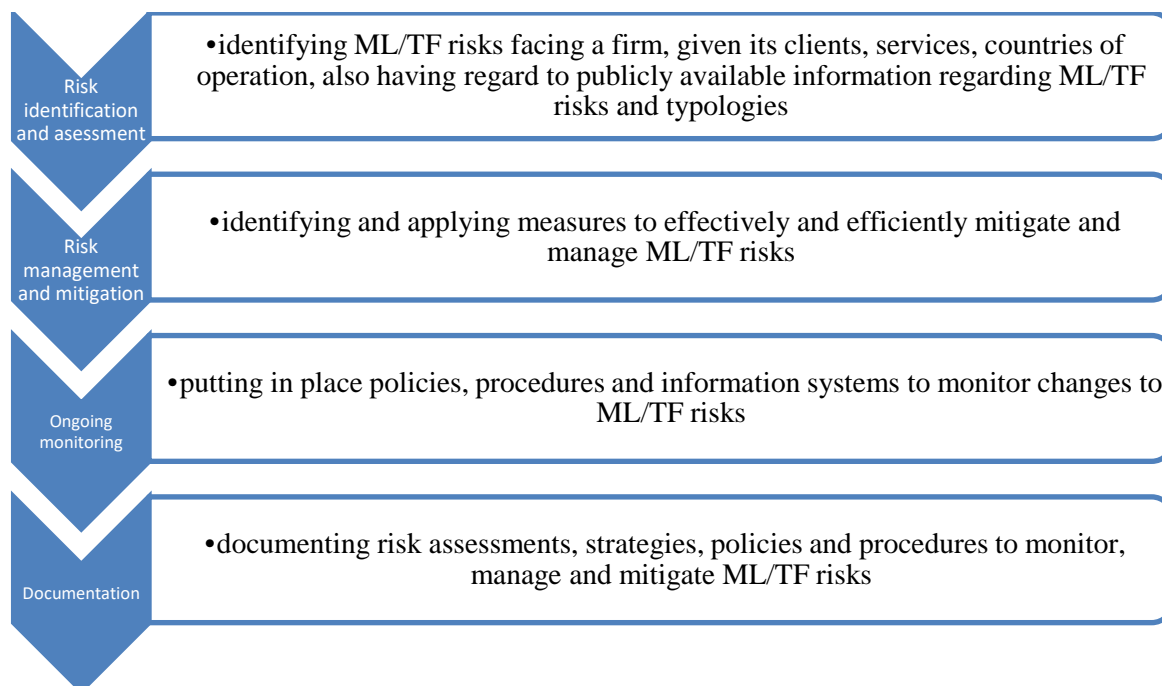 Risk
identification
and asessment
•identifying ML/TF risks facing a firm, given its clients, services, countries of
operation, also having regard to publicly available information regarding ML/TF
risks and typologies
Risk
management
and mitigation
•identifying and applying measures to effectively and efficiently mitigate and
manage ML/TF risks
Ongoing
monitoring
•putting in place policies, procedures and information systems to monitor changes to
ML/TF risks
Documentation
•documenting risk assessments, strategies, policies and procedures to monitor,
manage and mitigate ML/TF risks